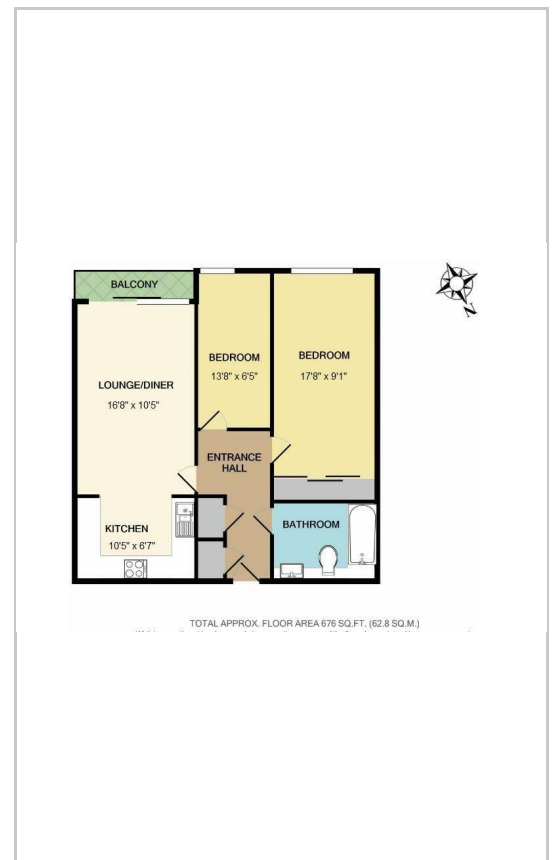 BALCONY
LOUNGE/DINER
16'8" x 10'5"
BEDROOM
13'8" x 6'5"
BEDROOM
17'8" x 9'1"
ENTRANCE
HALL
KITCHEN
10'5" x 6'7"
BATHROOM
N
TOTAL APPROX. FLOOR AREA 676 SQ.FT. (62.8 SQ.M.)